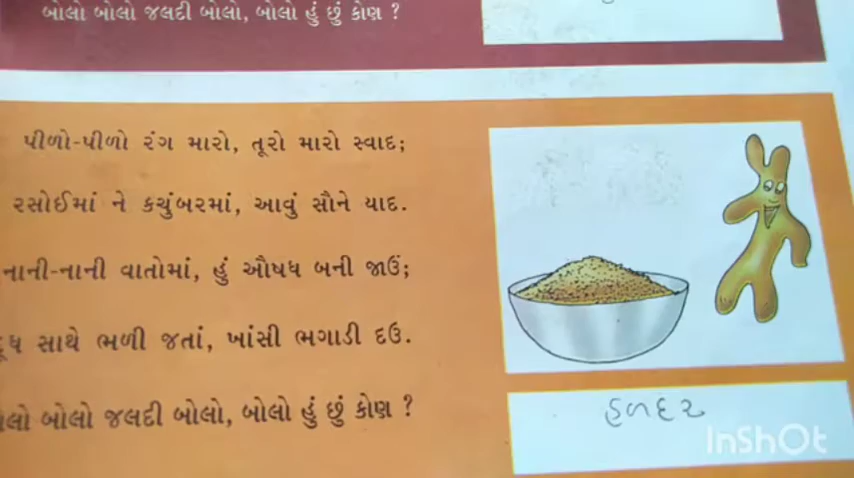 બોલો બોલો જલદી બોલો, બોલો હું છું કોણ ?
પીળો-પીળો રંગ મારો, તૂરો મારો સ્વાદ;
રસોઈમાં ને કચુંબરમાં, આવું સૌને યાદ.
નાની-નાની વાતોમાં, હું ઔષધ બની જાઉં;
સાથે ભળી જતાં, ખાંસી ભગાડી દઉં.
બોલો જલદી બોલો, બોલો હું છું કોણ ?
હળદર
InShOt